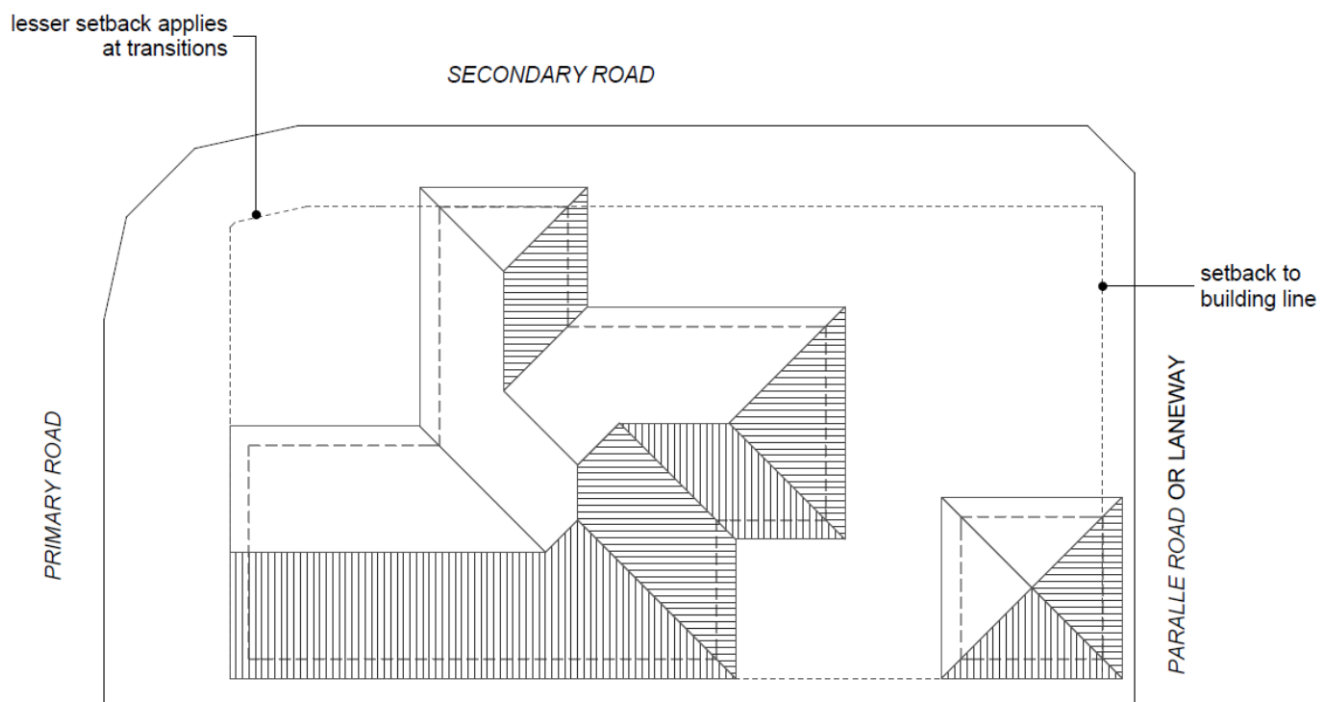 lesser setback applies
at transitions
SECONDARY ROAD
setback to
building line
PRIMARY ROAD
PARALLE ROAD OR LANEWAY